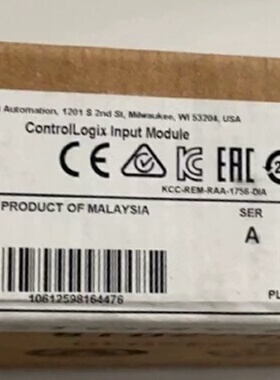 Automation, 1201 S 2nd St, Milwaukee, WI 53204, USA
ControlLogix Input Module
CE
EAC
KCC-REM-RAA-1756-DIA
PRODUCT OF MALAYSIA
SER
A
10612598164476